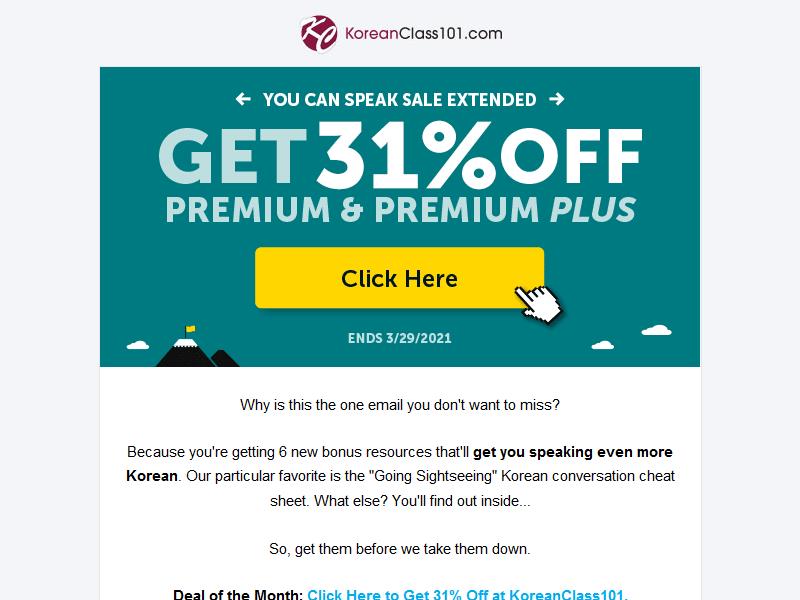 KoreanClass101.com
← YOU CAN SPEAK SALE EXTENDED →
GET 31% OFF
PREMIUM & PREMIUM PLUS
Click Here
ENDS 3/29/2021
Why is this the one email you don't want to miss?
Because you're getting 6 new bonus resources that'll get you speaking even more
Korean. Our particular favorite is the "Going Sightseeing" Korean conversation cheat
sheet. What else? You'll find out inside...
So, get them before we take them down.
Deal of the Month: Click Here to Get 31% Off at KoreanClass101.